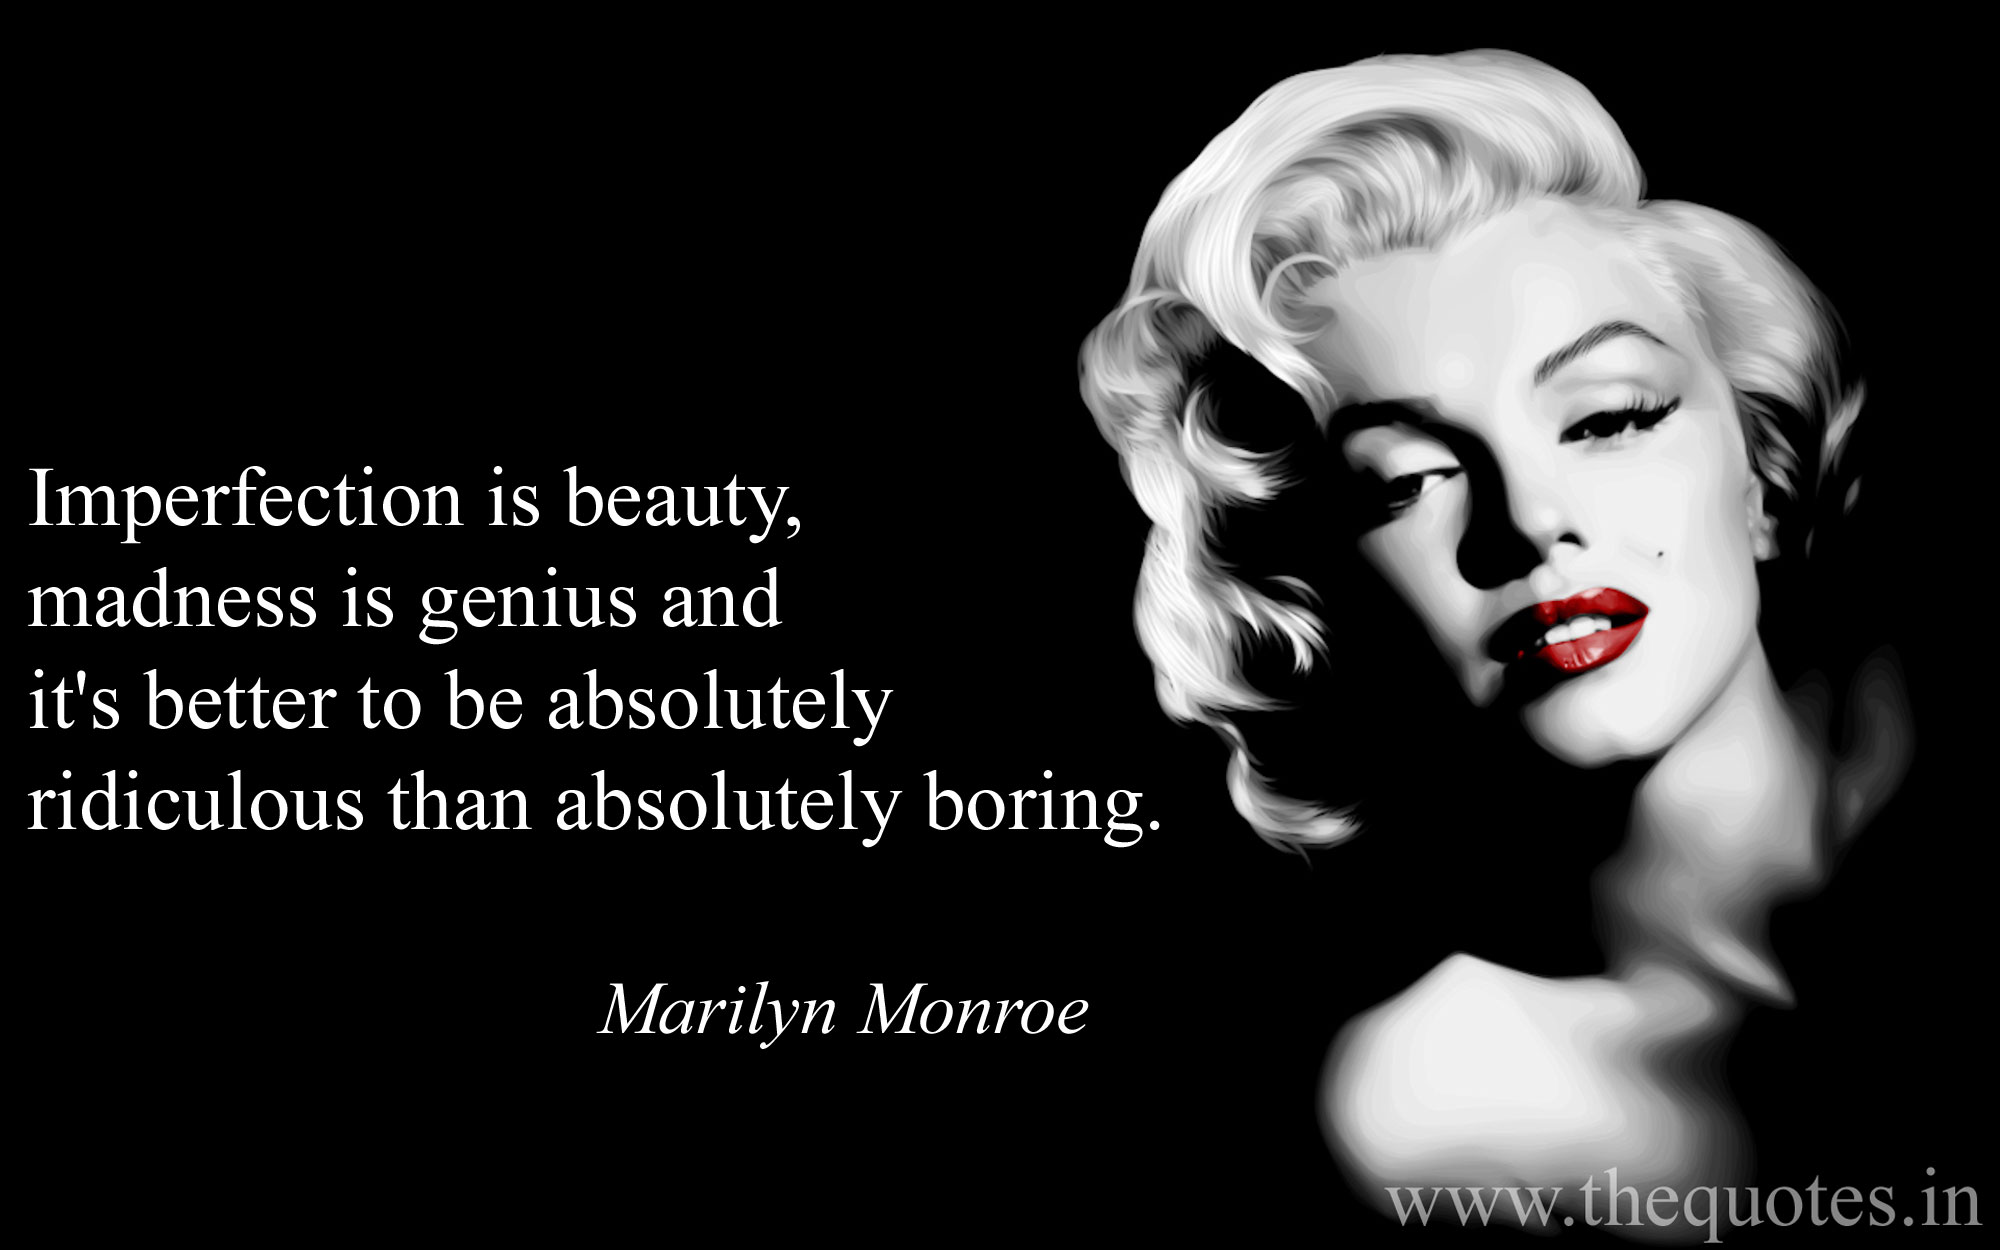 Imperfection is beauty,
madness is genius and
it's better to be absolutely
ridiculous than absolutely boring.
Marilyn Monroe
www.thequotes.in